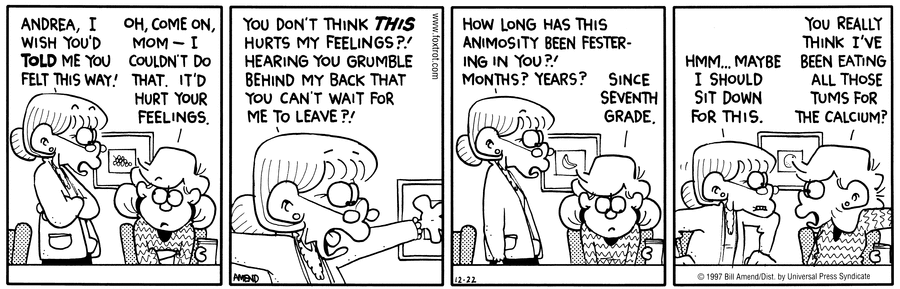 ANDREA, I
WISH YOU'D
TOLD ME YOU
FELT THIS WAY!
OH, COME ON,
MOM — I
COULDN'T DO
THAT. IT'D
HURT YOUR
FEELINGS.
YOU DON'T THINK THIS
HURTS MY FEELINGS?!
HEARING YOU GRUMBLE
BEHIND MY BACK THAT
YOU CAN'T WAIT FOR
ME TO LEAVE?!
AMEND
www.foxtrot.com
HOW LONG HAS THIS
ANIMOSITY BEEN FESTER-
ING IN YOU?!
MONTHS? YEARS?
SINCE
SEVENTH
GRADE.
12-22
HMM... MAYBE
I SHOULD
SIT DOWN
FOR THIS.
YOU REALLY
THINK I'VE
BEEN EATING
ALL THOSE
TUMS FOR
THE CALCIUM?
© 1997 Bill Amend/Dist. by Universal Press Syndicate